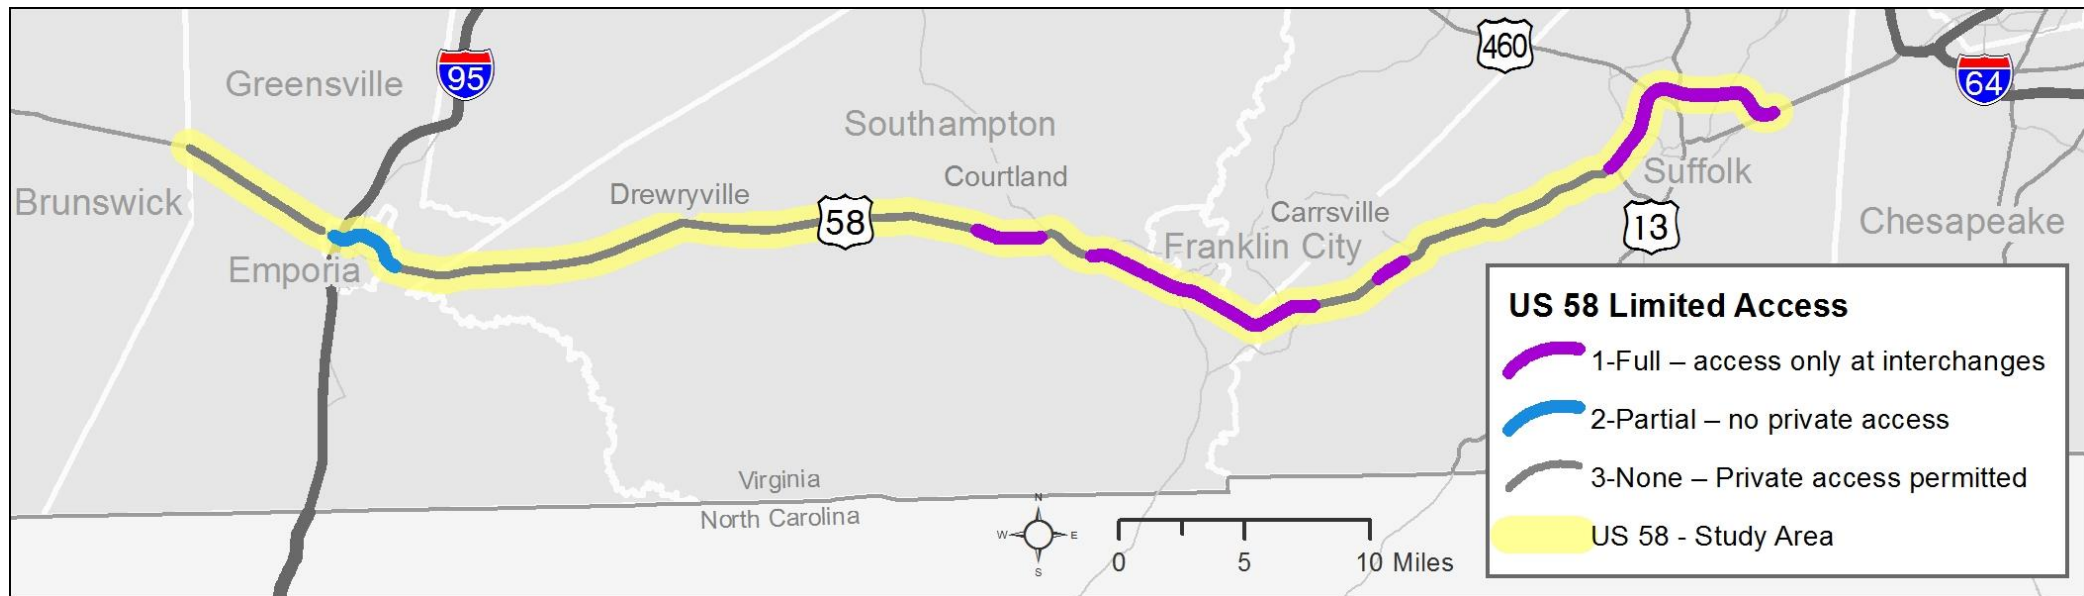 460
95
64
Greensville
Southampton
Courtland
Suffolk
Drewryville
Brunswick
58
Carrsville
13
Chesapeake
Franklin City
Emporia
US 58 Limited Access
1-Full – access only at interchanges
2-Partial – no private access
3-None – Private access permitted
US 58 - Study Area
Virginia
North Carolina
N
W
E
S
0
5
10 Miles